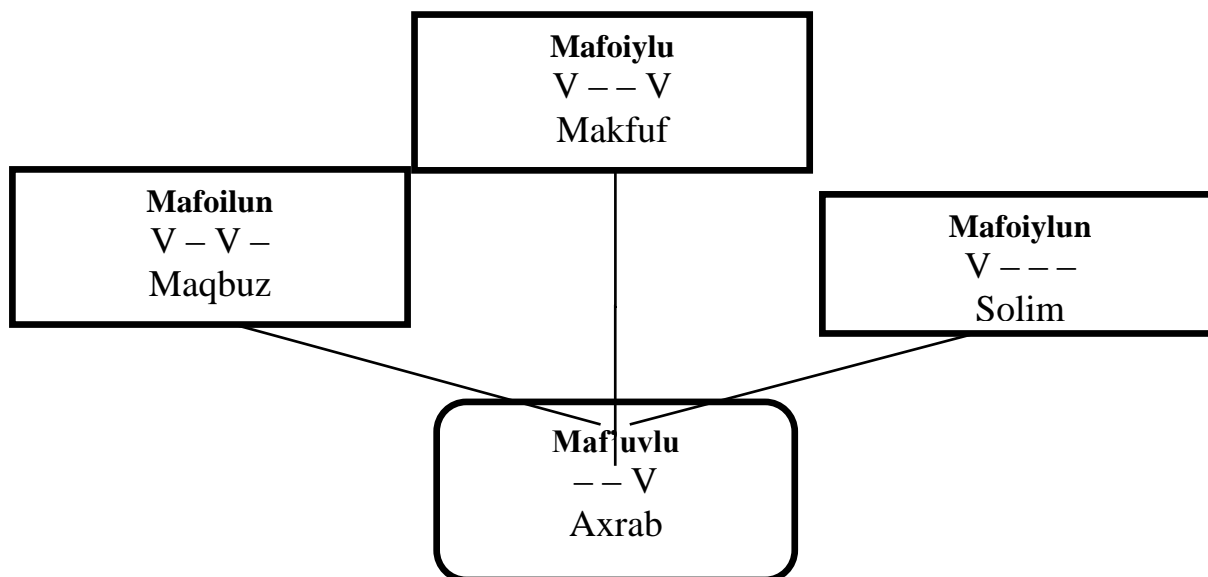 Mafoiylu
V – – V
Makfuf
Mafoilun
V – V –
Maqbuz
Mafoiylun
V – – –
Solim
Maf’uvlu
– – V
Axrab